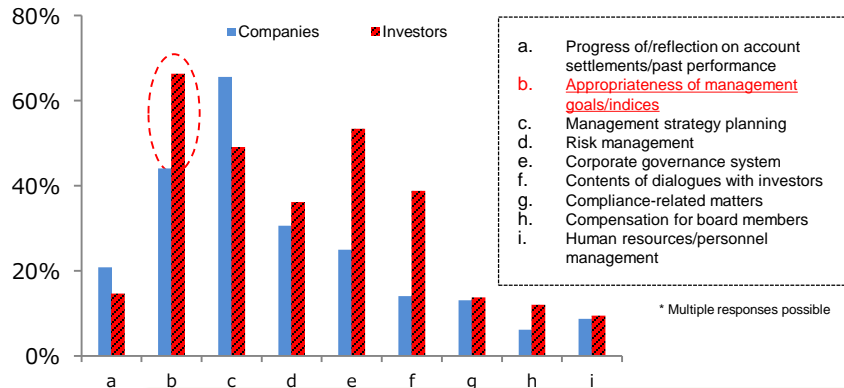 80%
60%
40%
20%
0%
Companies
Investors
a
b
c
d
e
f
g
h
i
a. Progress of/reflection on account
settlements/past performance
b. Appropriateness of management
goals/indices
c. Management strategy planning
d. Risk management
e. Corporate governance system
f. Contents of dialogues with investors
g. Compliance-related matters
h. Compensation for board members
i. Human resources/personnel
management
* Multiple responses possible